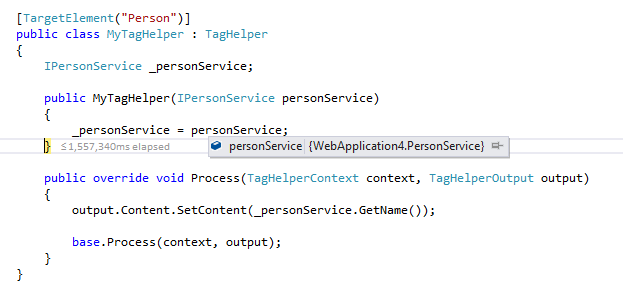 [TargetElement("Person")]
public class MyTagHelper : TagHelper
{
    IPersonService _personService;

    public MyTagHelper(IPersonService personService)
    {
        _personService = personService;
    } ≤1,557,340ms elapsed personService {WebApplication4.PersonService}

    public override void Process(TagHelperContext context, TagHelperOutput output)
    {
        output.Content.SetContent(_personService.GetName());

        base.Process(context, output);
    }
}